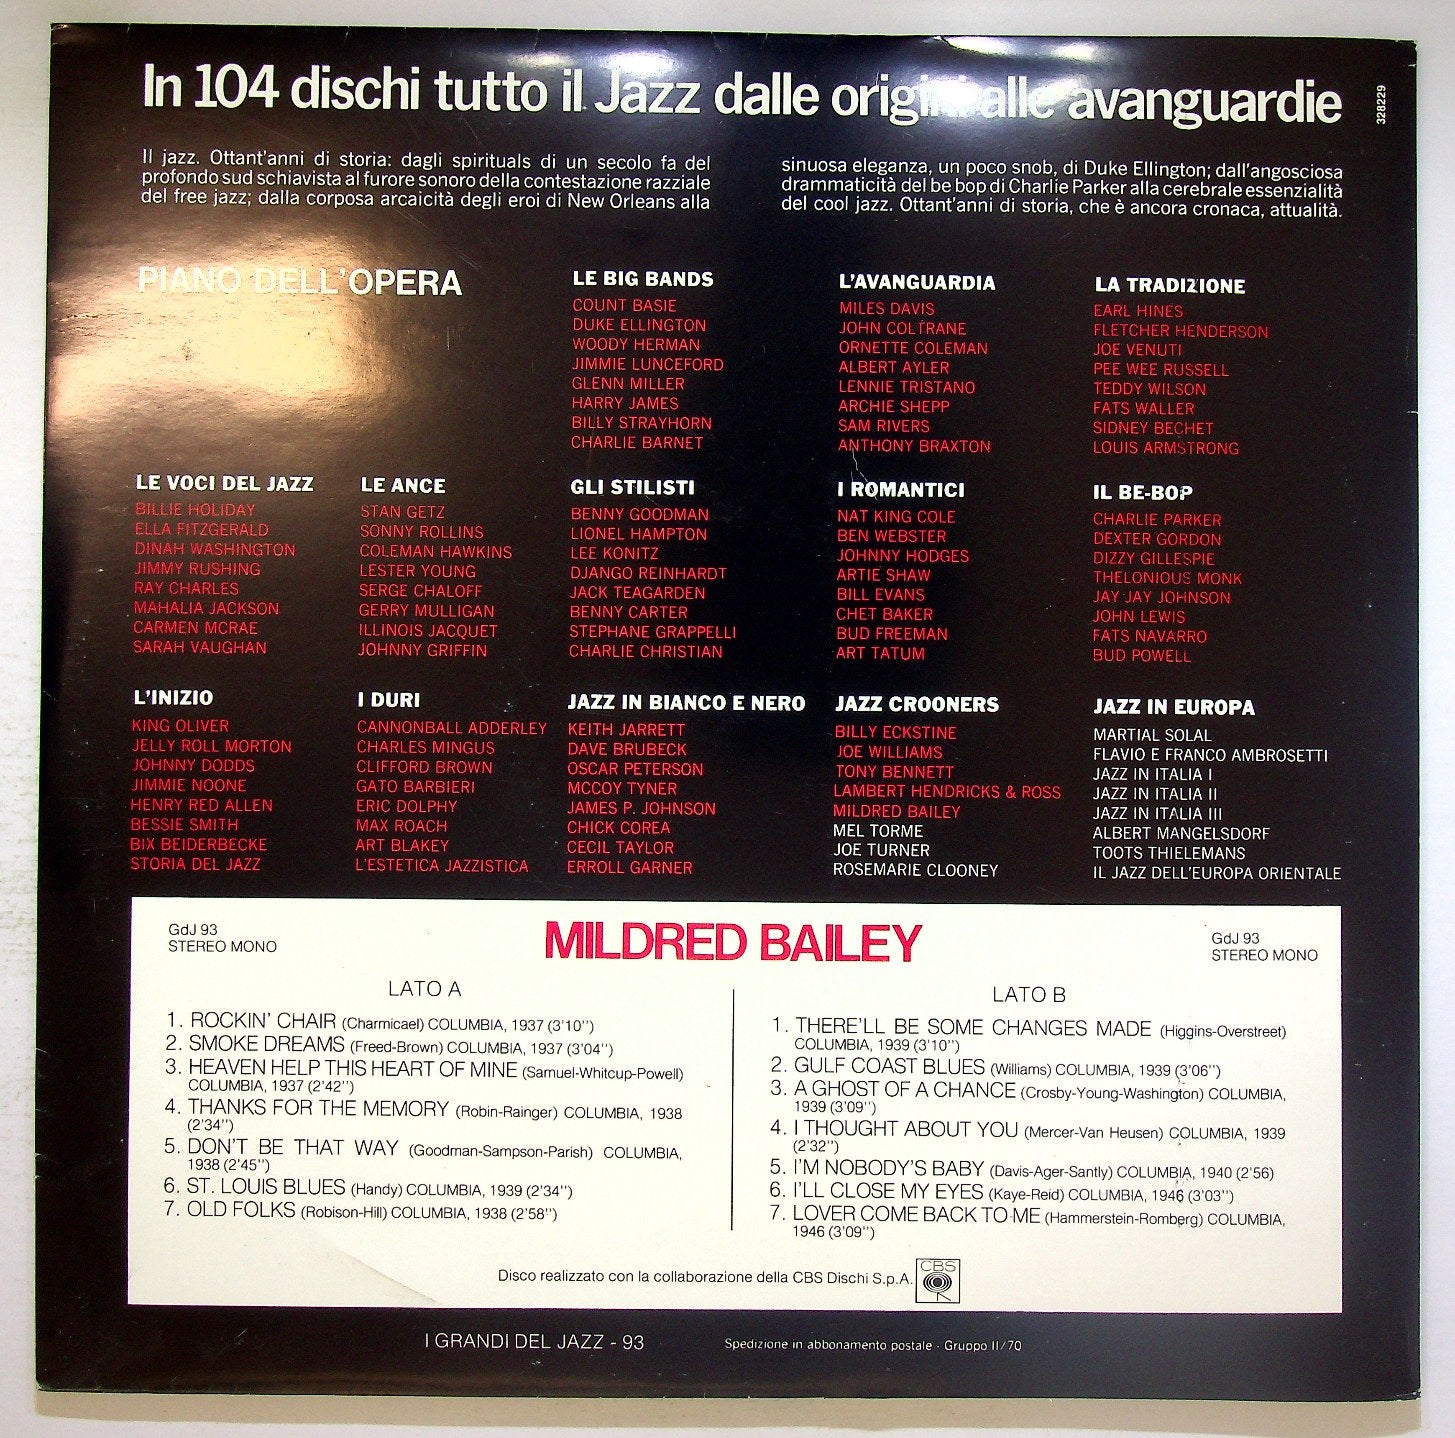 In 104 dischi tutto il Jazz dalle origini alle avanguardie
328229
Il jazz. Ottant'anni di storia: dagli spirituals di un secolo fa del
profondo sud schiavista al furore sonoro della contestazione razziale
del free jazz; dalla corposa arcaicità degli eroi di New Orleans alla
sinuosa eleganza, un poco snob, di Duke Ellington; dall'angosciosa
drammaticità del be bop di Charlie Parker alla cerebrale essenzialità
del cool jazz. Ottant'anni di storia, che è ancora cronaca, attualità.
PIANO DELL'OPERA
LE BIG BANDS
COUNT BASIE
DUKE ELLINGTON
WOODY HERMAN
JIMMIE LUNCEFORD
GLENN MILLER
HARRY JAMES
BILLY STRAYHORN
CHARLIE BARNET
L'AVANGUARDIA
MILES DAVIS
JOHN COLTRANE
ORNETTE COLEMAN
ALBERT AYLER
LENNIE TRISTANO
ARCHIE SHEPP
SAM RIVERS
ANTHONY BRAXTON
LA TRADIZIONE
EARL HINES
FLETCHER HENDERSON
JOE VENUTI
PEE WEE RUSSELL
TEDDY WILSON
FATS WALLER
SIDNEY BECHET
LOUIS ARMSTRONG
LE VOCI DEL JAZZ
BILLIE HOLIDAY
ELLA FITZGERALD
DINAH WASHINGTON
JIMMY RUSHING
RAY CHARLES
MAHALIA JACKSON
CARMEN MCRAE
SARAH VAUGHAN
LE ANCE
STAN GETZ
SONNY ROLLINS
COLEMAN HAWKINS
LESTER YOUNG
SERGE CHALOFF
GERRY MULLIGAN
ILLINOIS JACQUET
JOHNNY GRIFFIN
GLI STILISTI
BENNY GOODMAN
LIONEL HAMPTON
LEE KONITZ
DJANGO REINHARDT
JACK TEAGARDEN
BENNY CARTER
STEPHANE GRAPPELLI
CHARLIE CHRISTIAN
I ROMANTICI
NAT KING COLE
BEN WEBSTER
JOHNNY HODGES
ARTIE SHAW
BILL EVANS
CHET BAKER
BUD FREEMAN
ART TATUM
IL BE-BOP
CHARLIE PARKER
DEXTER GORDON
DIZZY GILLESPIE
THELONIOUS MONK
JAY JAY JOHNSON
JOHN LEWIS
FATS NAVARRO
BUD POWELL
L'INIZIO
KING OLIVER
JELLY ROLL MORTON
JOHNNY DODDS
JIMMIE NOONE
HENRY RED ALLEN
BESSIE SMITH
BIX BEIDERBECKE
STORIA DEL JAZZ
I DURI
CANNONBALL ADDERLEY
CHARLES MINGUS
CLIFFORD BROWN
GATO BARBIERI
ERIC DOLPHY
MAX ROACH
ART BLAKEY
L'ESTETICA JAZZISTICA
JAZZ IN BIANCO E NERO
KEITH JARRETT
DAVE BRUBECK
OSCAR PETERSON
MCCOY TYNER
JAMES P. JOHNSON
CHICK COREA
CECIL TAYLOR
ERROLL GARNER
JAZZ CROONERS
BILLY ECKSTINE
JOE WILLIAMS
TONY BENNETT
LAMBERT HENDRICKS & ROSS
MILDRED BAILEY
MEL TORME
JOE TURNER
ROSEMARIE CLOONEY
JAZZ IN EUROPA
MARTIAL SOLAL
FLAVIO E FRANCO AMBROSETTI
JAZZ IN ITALIA I
JAZZ IN ITALIA II
JAZZ IN ITALIA III
ALBERT MANGELSDORF
TOOTS THIELEMANS
IL JAZZ DELL'EUROPA ORIENTALE
GdJ 93
STEREO MONO
MILDRED BAILEY
GdJ 93
STEREO MONO
LATO A
1. ROCKIN' CHAIR (Charmicael) COLUMBIA, 1937 (3'10")
2. SMOKE DREAMS (Freed-Brown) COLUMBIA, 1937 (3'04")
3. HEAVEN HELP THIS HEART OF MINE (Samuel-Whitcup-Powell)
COLUMBIA, 1937 (2'42")
4. THANKS FOR THE MEMORY (Robin-Rainger) COLUMBIA, 1938
(2'34")
5. DON'T BE THAT WAY (Goodman-Sampson-Parish) COLUMBIA,
1938 (2'45")
6. ST. LOUIS BLUES (Handy) COLUMBIA, 1939 (2'34")
7. OLD FOLKS (Robison-Hill) COLUMBIA, 1938 (2'58")
LATO B
1. THERE'LL BE SOME CHANGES MADE (Higgins-Overstreet)
COLUMBIA, 1939 (3'10")
2. GULF COAST BLUES (Williams) COLUMBIA, 1939 (3'06")
3. A GHOST OF A CHANCE (Crosby-Young-Washington) COLUMBIA,
1939 (3'09")
4. I THOUGHT ABOUT YOU (Mercer-Van Heusen) COLUMBIA, 1939
(2'32")
5. I'M NOBODY'S BABY (Davis-Ager-Santly) COLUMBIA, 1940 (2'56)
6. I'LL CLOSE MY EYES (Kaye-Reid) COLUMBIA, 1946 (3'03")
7. LOVER COME BACK TO ME (Hammerstein-Romberg) COLUMBIA,
1946 (3'09")
Disco realizzato con la collaborazione della CBS Dischi S.p.A.
CBS
I GRANDI DEL JAZZ - 93
Spedizione in abbonamento postale - Gruppo II/70